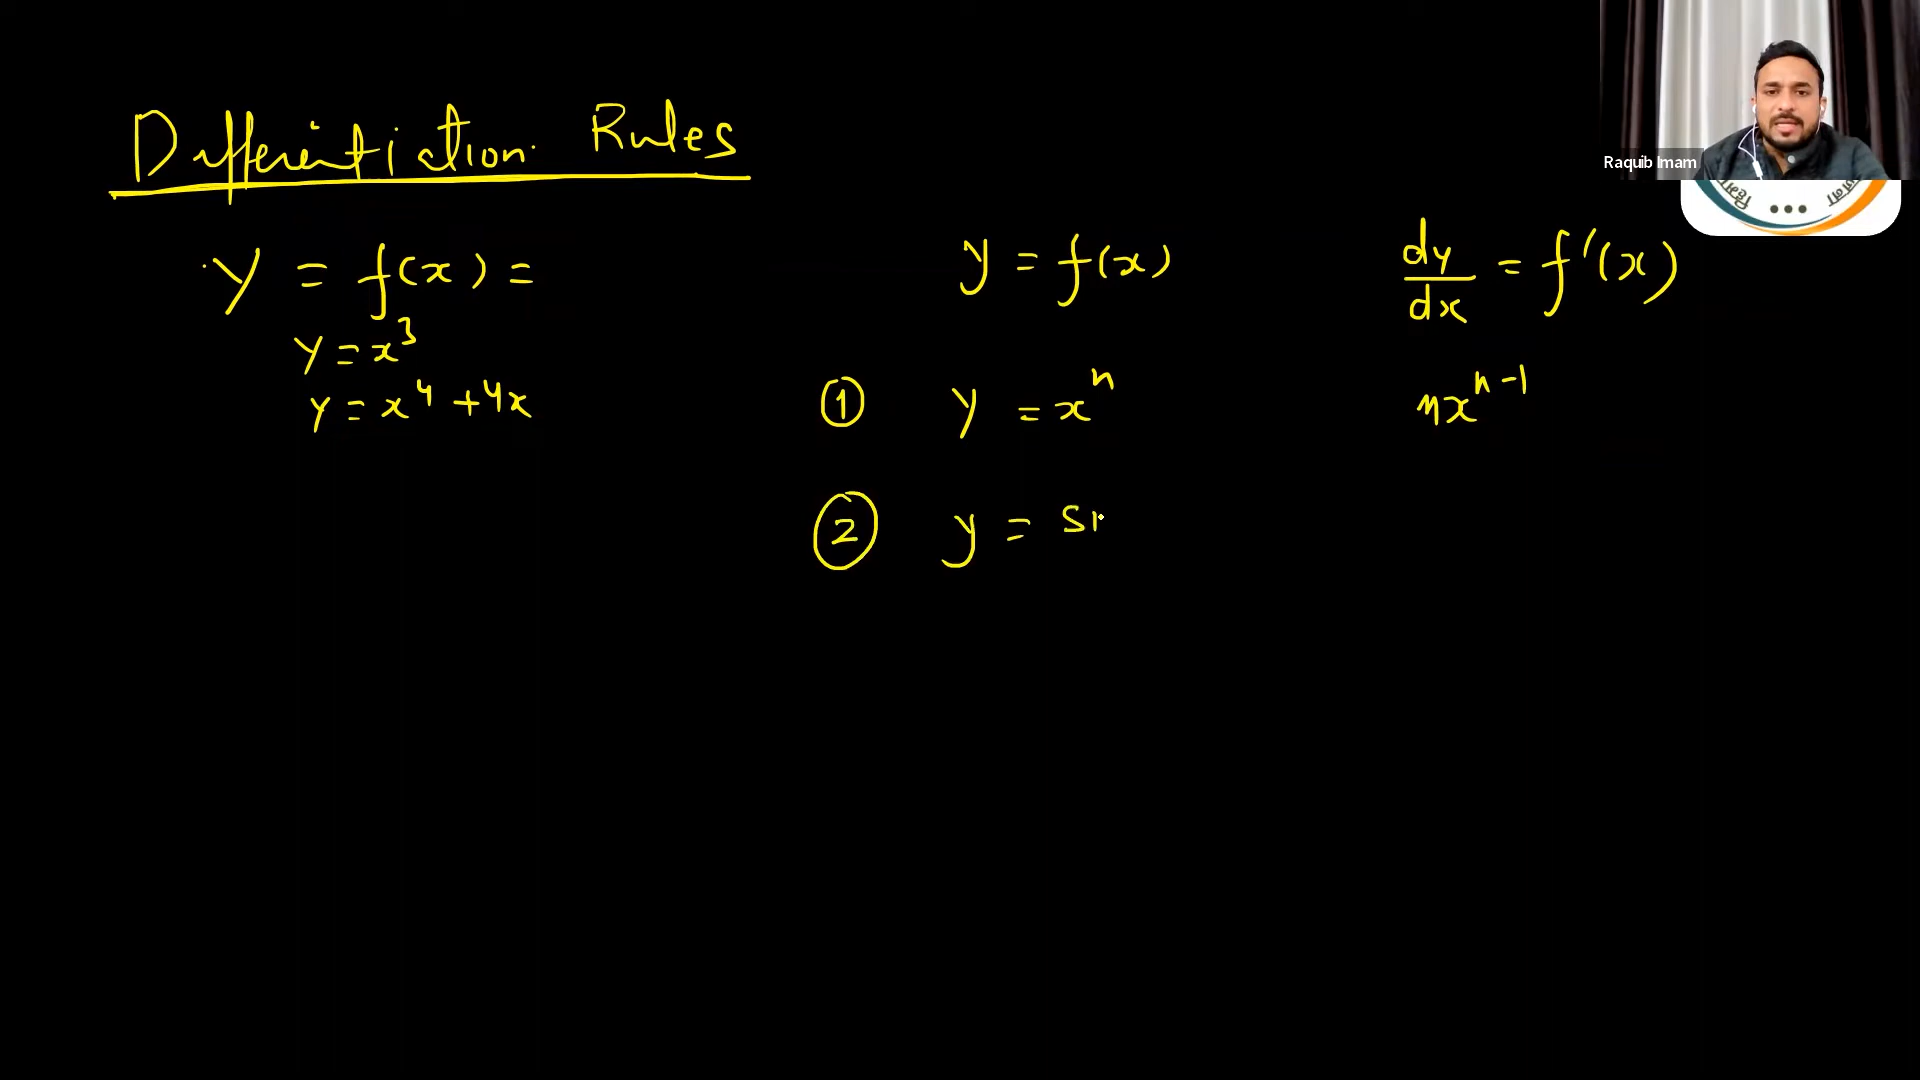 Differentiation Rules
Raquib Imam
Y = f(x) =
y = x³
y = x⁴ + 4x
y = f(x)
dy/dx = f'(x)
① y = xⁿ
nxⁿ⁻¹
② y = si